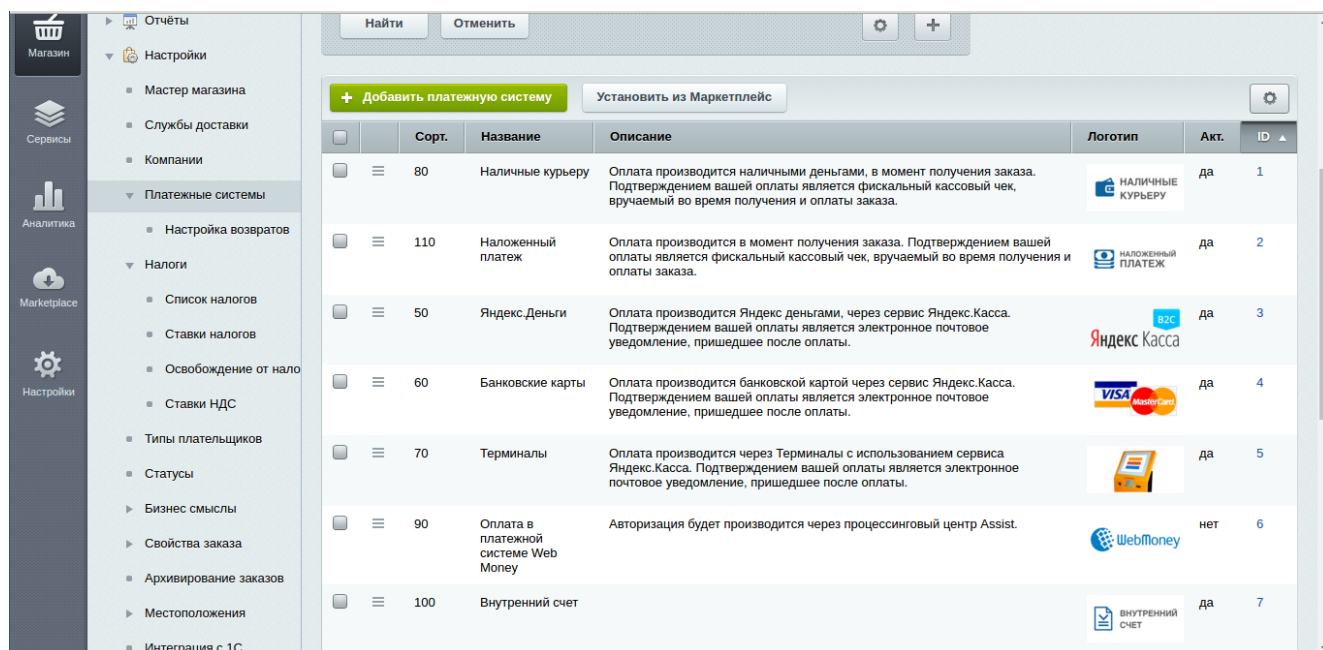 Магазин
Сервисы
Аналитика
Marketplace
Настройки
Отчёты
Настройки
Мастер магазина
Службы доставки
Компании
Платежные системы
Настройка возвратов
Налоги
Список налогов
Ставки налогов
Освобождение от нало
Ставки НДС
Типы плательщиков
Статусы
Бизнес смыслы
Свойства заказа
Архивирование заказов
Местоположения
Интеграция с 1С
Найти Отменить
+ Добавить платежную систему Установить из Маркетплейс
Сорт. Название Описание Логотип Акт. ID
80 Наличные курьеру Оплата производится наличными деньгами, в момент получения заказа. НАЛИЧНЫЕ да 1
Подтверждением вашей оплаты является фискальный кассовый чек, КУРЬЕРУ
вручаемый во время получения и оплаты заказа.
110 Наложенный Оплата производится в момент получения заказа. Подтверждением вашей НАЛОЖЕННЫЙ да 2
платеж оплаты является фискальный кассовый чек, вручаемый во время получения и ПЛАТЕЖ
оплаты заказа.
50 Яндекс.Деньги Оплата производится Яндекс деньгами, через сервис Яндекс.Касса. B2C да 3
Подтверждением вашей оплаты является электронное почтовое
уведомление, пришедшее после оплаты. Яндекс Касса
60 Банковские карты Оплата производится банковской картой через сервис Яндекс.Касса. VISA да 4
Подтверждением вашей оплаты является электронное почтовое MasterCard
уведомление, пришедшее после оплаты.
70 Терминалы Оплата производится через Терминалы с использованием сервиса да 5
Яндекс.Касса. Подтверждением вашей оплаты является электронное
почтовое уведомление, пришедшее после оплаты.
90 Оплата в Авторизация будет производится через процессинговый центр Assist. нет 6
платежной WebMoney
системе Web
Money
100 Внутренний счет ВНУТРЕННИЙ да 7
СЧЕТ